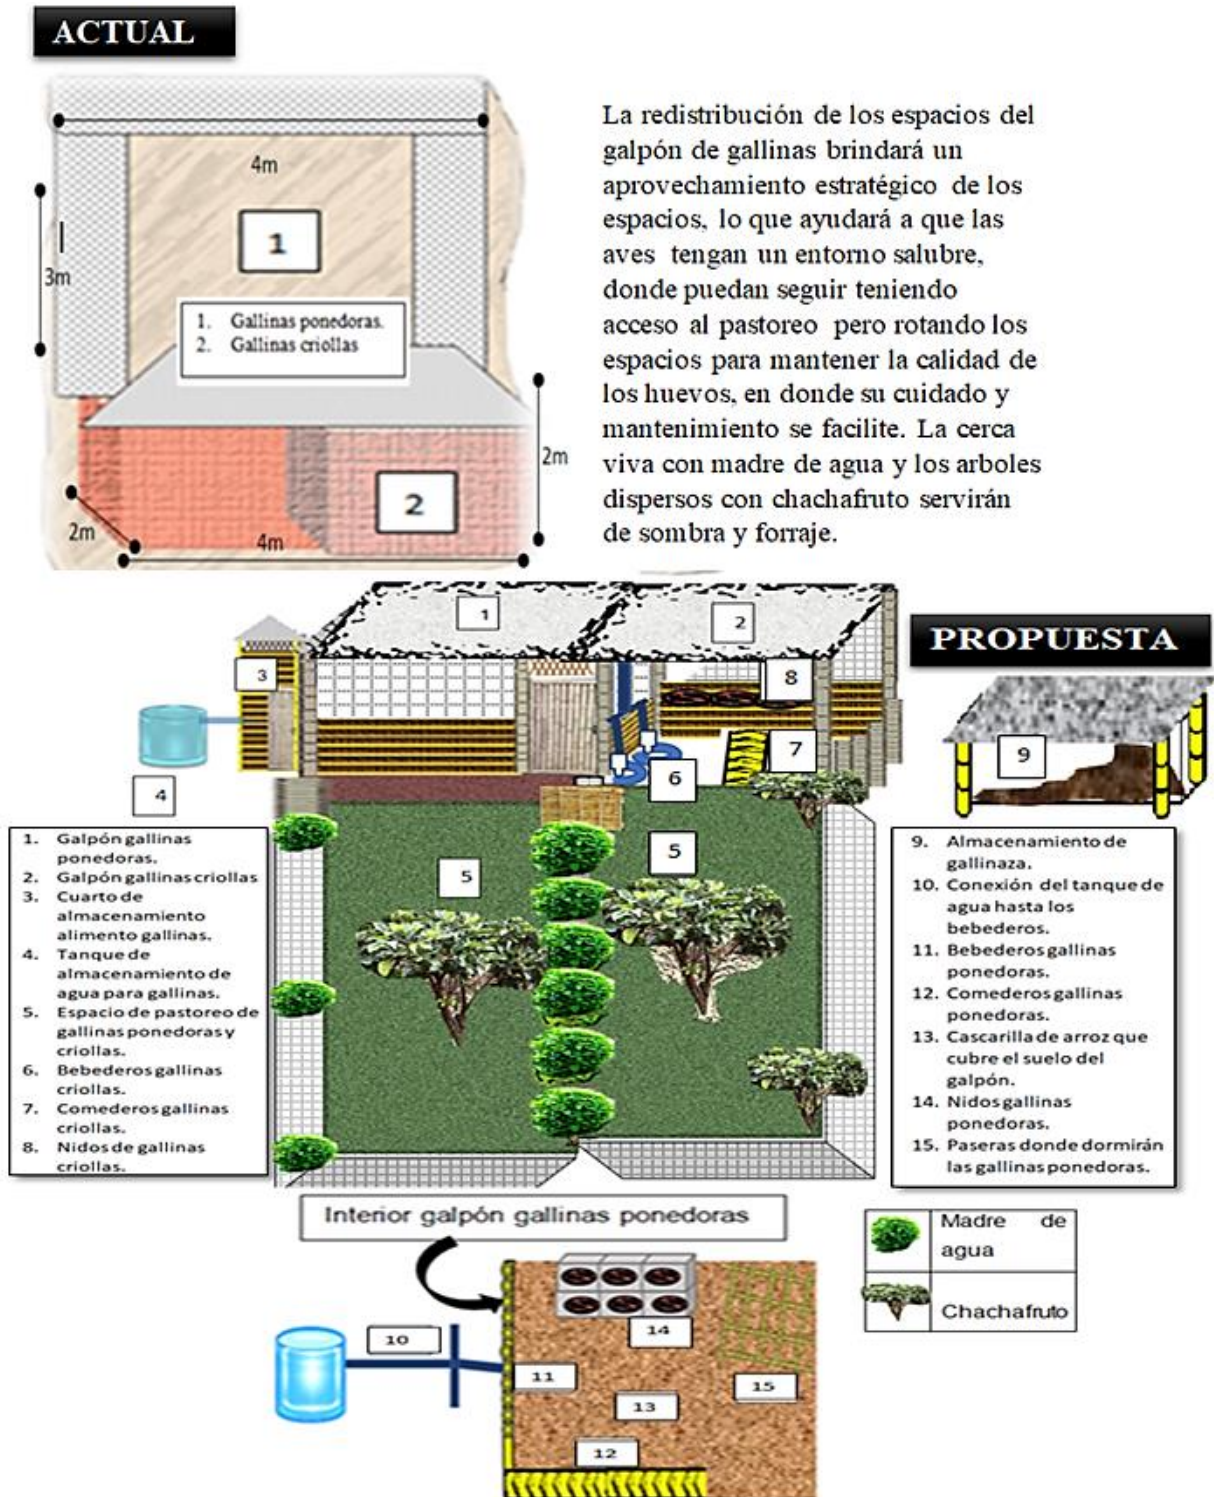 ACTUAL
4m
1
3m
1. Gallinas ponedoras.
2. Gallinas criollas
2m
2
2m
4m
La redistribución de los espacios del
galpón de gallinas brindará un
aprovechamiento estratégico de los
espacios, lo que ayudará a que las
aves tengan un entorno salubre,
donde puedan seguir teniendo
acceso al pastoreo pero rotando los
espacios para mantener la calidad de
los huevos, en donde su cuidado y
mantenimiento se facilite. La cerca
viva con madre de agua y los arboles
dispersos con chachafruto servirán
de sombra y forraje.
PROPUESTA
1
2
3
8
7
9
4
6
5
5
1. Galpón gallinas
ponedoras.
2. Galpón gallinas criollas
3. Cuarto de
almacenamiento
alimento gallinas.
4. Tanque de
almacenamiento de
agua para gallinas.
5. Espacio de pastoreo de
gallinas ponedoras y
criollas.
6. Bebederos gallinas
criollas.
7. Comederos gallinas
criollas.
8. Nidos de gallinas
criollas.
9. Almacenamiento de
gallinaza.
10. Conexión del tanque de
agua hasta los
bebederos.
11. Bebederos gallinas
ponedoras.
12. Comederos gallinas
ponedoras.
13. Cascarilla de arroz que
cubre el suelo del
galpón.
14. Nidos gallinas
ponedoras.
15. Paseras donde dormirán
las gallinas ponedoras.
Interior galpón gallinas ponedoras
Madre de
agua
Chachafruto
10
14
11
15
13
12